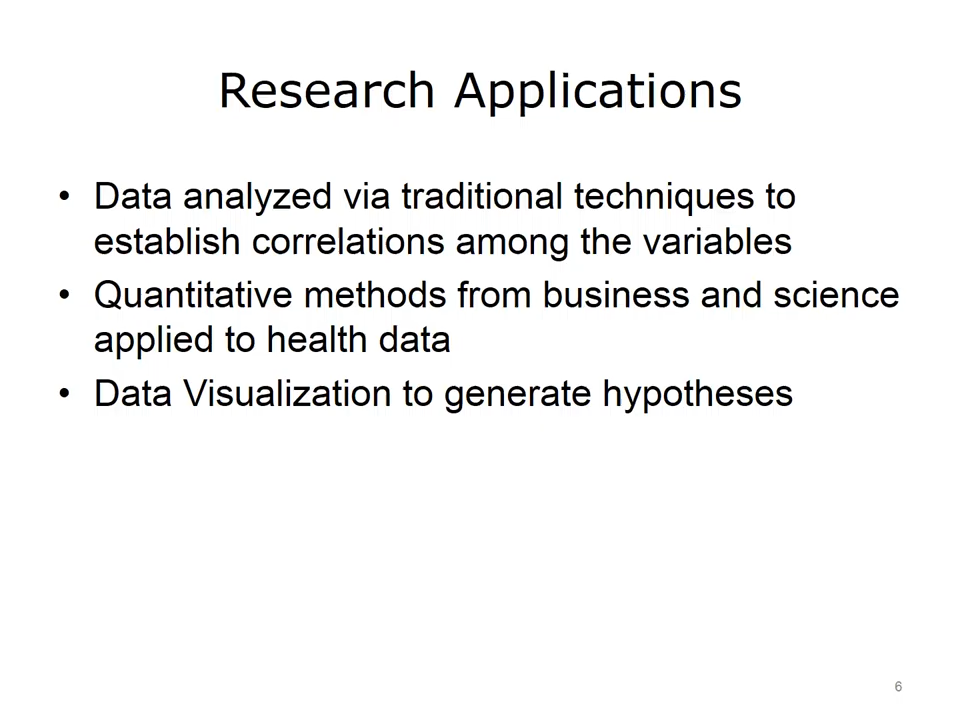 Research Applications
• Data analyzed via traditional techniques to
establish correlations among the variables
• Quantitative methods from business and science
applied to health data
• Data Visualization to generate hypotheses
6